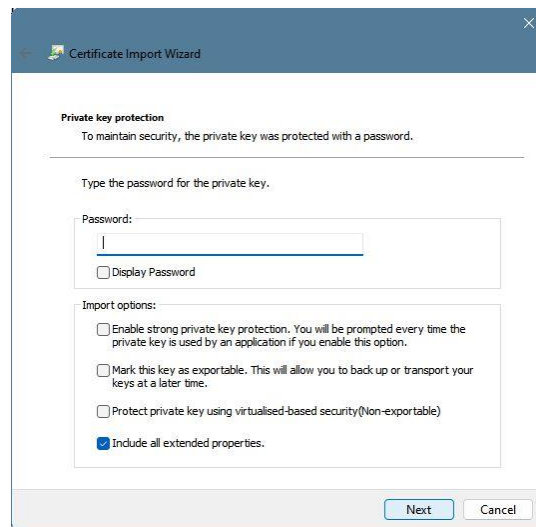 Certificate Import Wizard
Private key protection
To maintain security, the private key was protected with a password.
Type the password for the private key.
Password:
Display Password
Import options:
Enable strong private key protection. You will be prompted every time the
private key is used by an application if you enable this option.
Mark this key as exportable. This will allow you to back up or transport your
keys at a later time.
Protect private key using virtualised-based security(Non-exportable)
Include all extended properties.
Next
Cancel